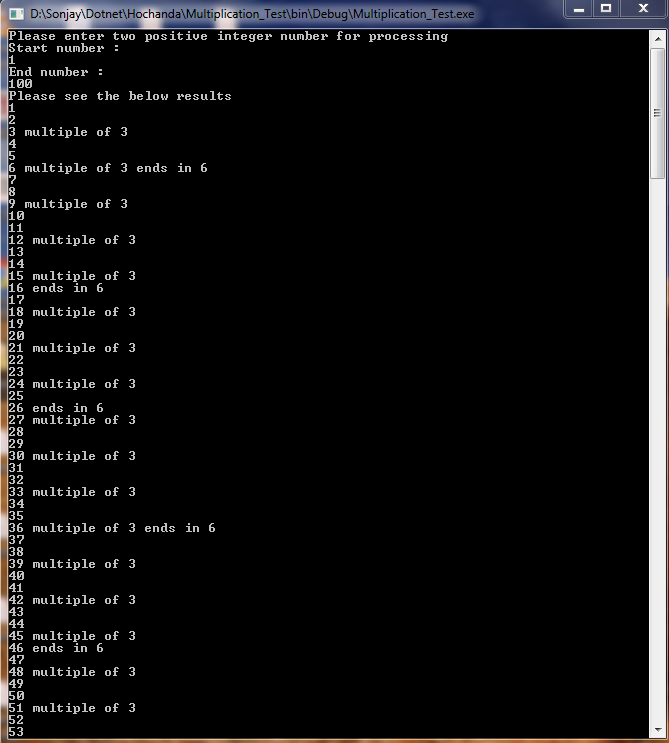 D:\Sonjay\Dotnet\Hochanda\Multiplication_Test\bin\Debug\Multiplication_Test.exe
Please enter two positive integer number for processing
Start number :
1
End number :
100
Please see the below results
1
2
3 multiple of 3
4
5
6 multiple of 3 ends in 6
7
8
9 multiple of 3
10
11
12 multiple of 3
13
14
15 multiple of 3
16 ends in 6
17
18 multiple of 3
19
20
21 multiple of 3
22
23
24 multiple of 3
25
26 ends in 6
27 multiple of 3
28
29
30 multiple of 3
31
32
33 multiple of 3
34
35
36 multiple of 3 ends in 6
37
38
39 multiple of 3
40
41
42 multiple of 3
43
44
45 multiple of 3
46 ends in 6
47
48 multiple of 3
49
50
51 multiple of 3
52
53